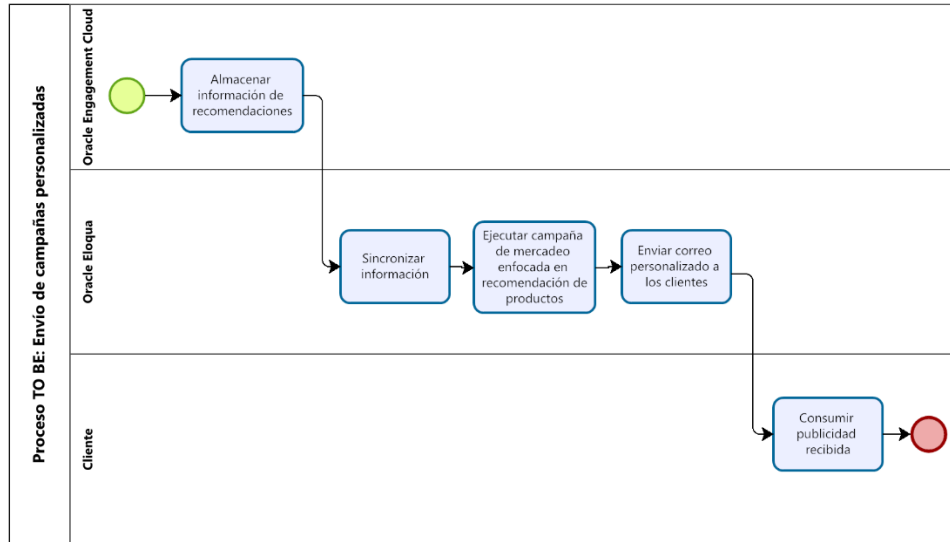 Proceso TO BE: Envío de campañas personalizadas
Oracle Engagement Cloud
Almacenar
información de
recomendaciones
Oracle Eloqua
Sincronizar
información
Ejecutar campaña
de mercadeo
enfocada en
recomendación de
productos
Enviar correo
personalizado a
los clientes
Cliente
Consumir
publicidad
recibida